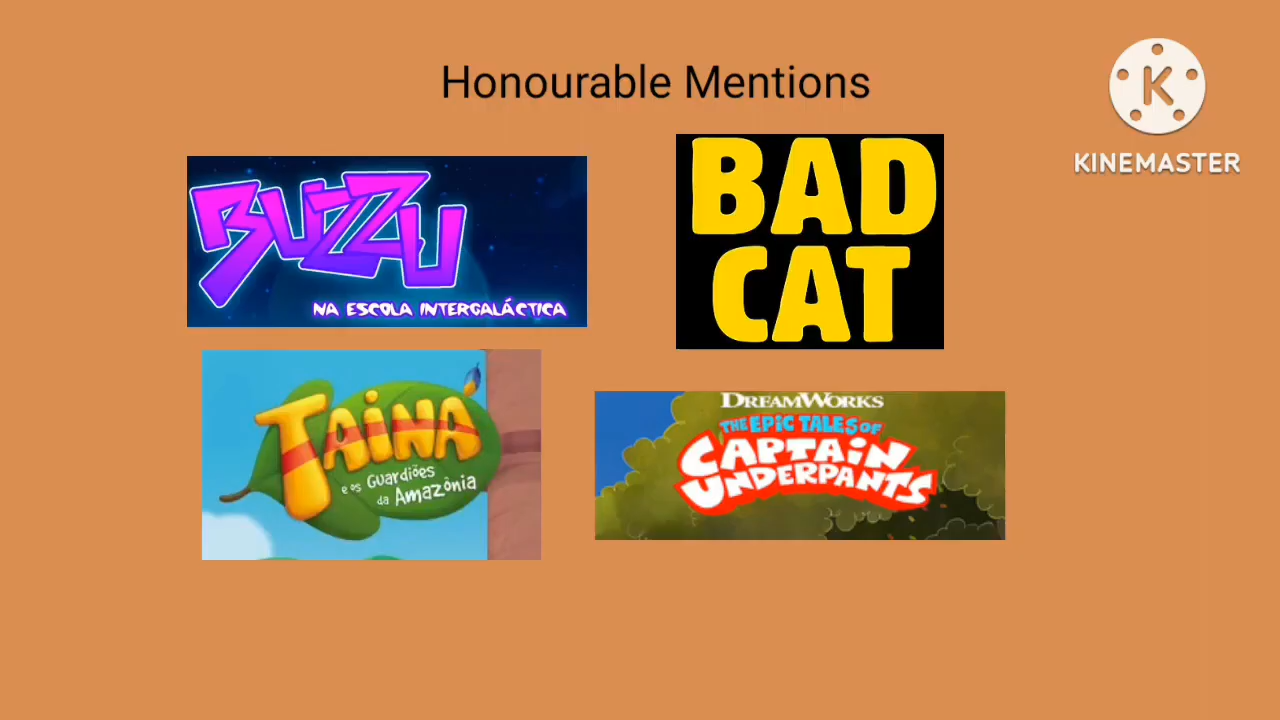 Honourable Mentions
K
KINEMASTER
BUZZU
NA ESCOLA INTERGALÁCTICA
BAD
CAT
TAINÁ
e os Guardiões
da Amazônia
DREAMWORKS
THE EPIC TALES OF
CAPTAIN
UNDERPANTS